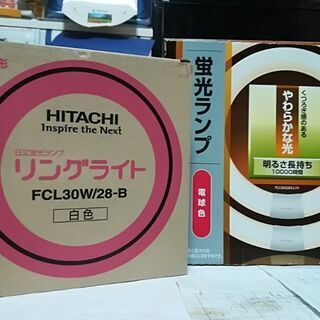 形
HITACHI
Inspire the Next
日立蛍光ランプ
リングライト
FCL30W/28-B
白色
蛍光ランプ
電球色
くつろぎ感のある
やわらかな光
明るさ長持ち
10000時間